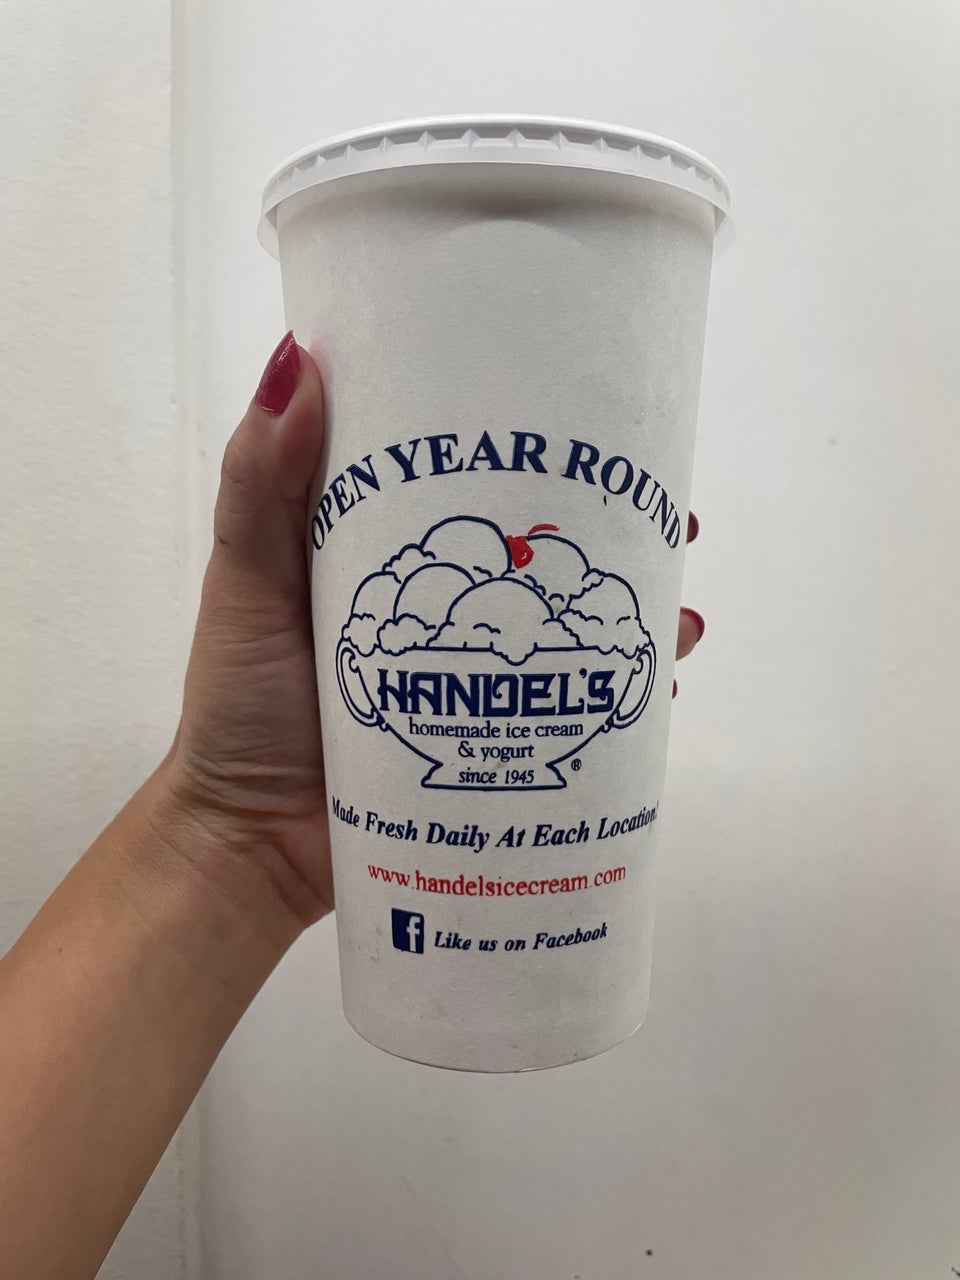 OPEN YEAR ROUND
HANDEL'S
homemade ice cream
& yogurt
since 1945 ®
Made Fresh Daily At Each Location!
www.handelsicecream.com
f Like us on Facebook